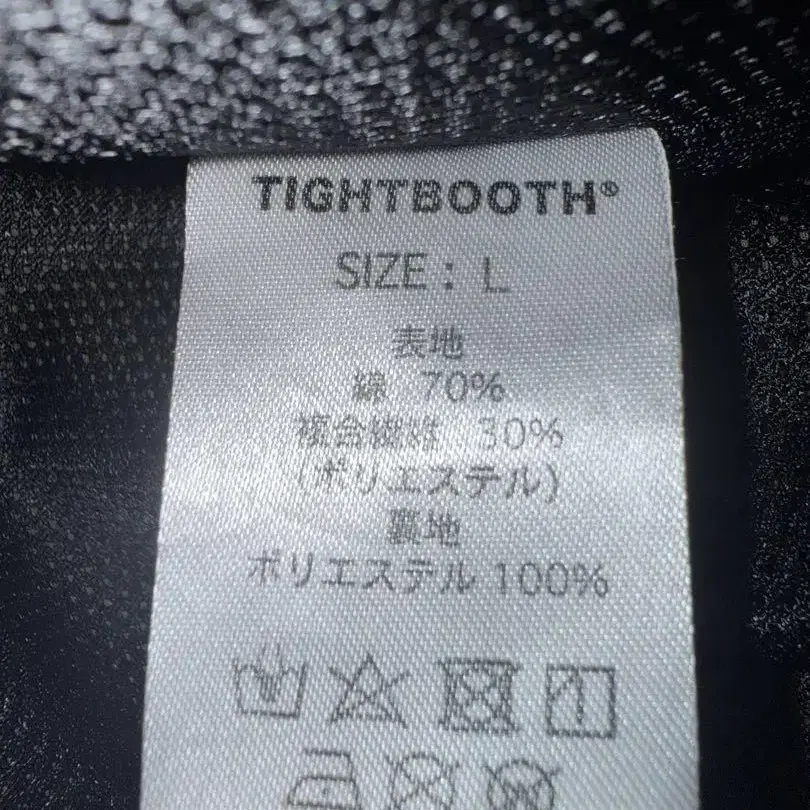 TIGHTBOOTH®
SIZE : L
表地
綿 70%
複合繊維 30%
(ポリエステル)
裏地
ポリエステル 100%